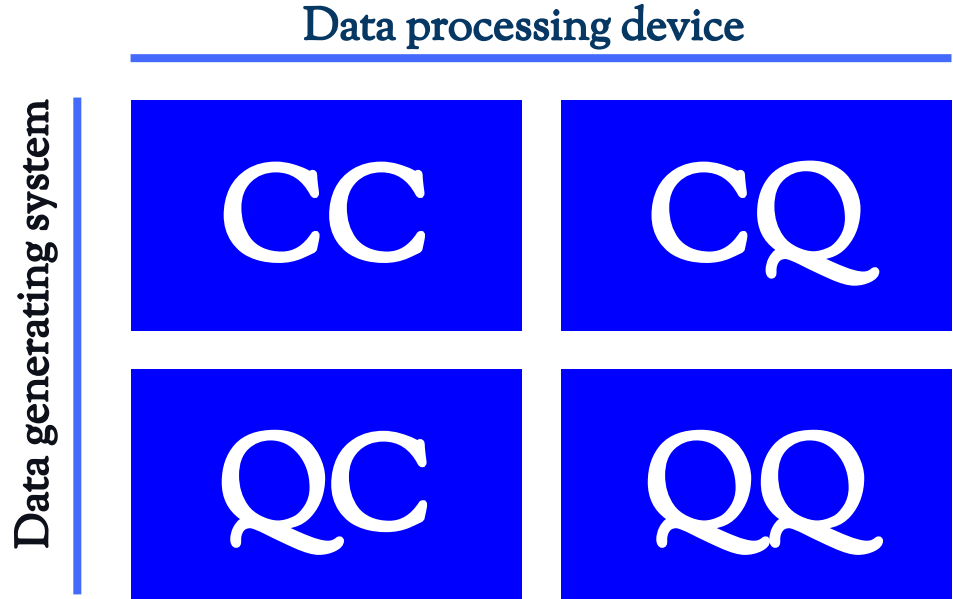 Data processing device
Data generating system
CC
CQ
QC
QQ